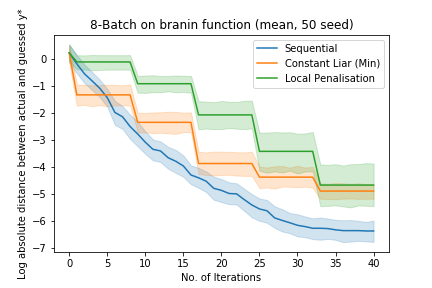 8-Batch on branin function (mean, 50 seed)
Log absolute distance between actual and guessed y*
Sequential
Constant Liar (Min)
Local Penalisation
0
−1
−2
−3
−4
−5
−6
−7
0 5 10 15 20 25 30 35 40
No. of Iterations